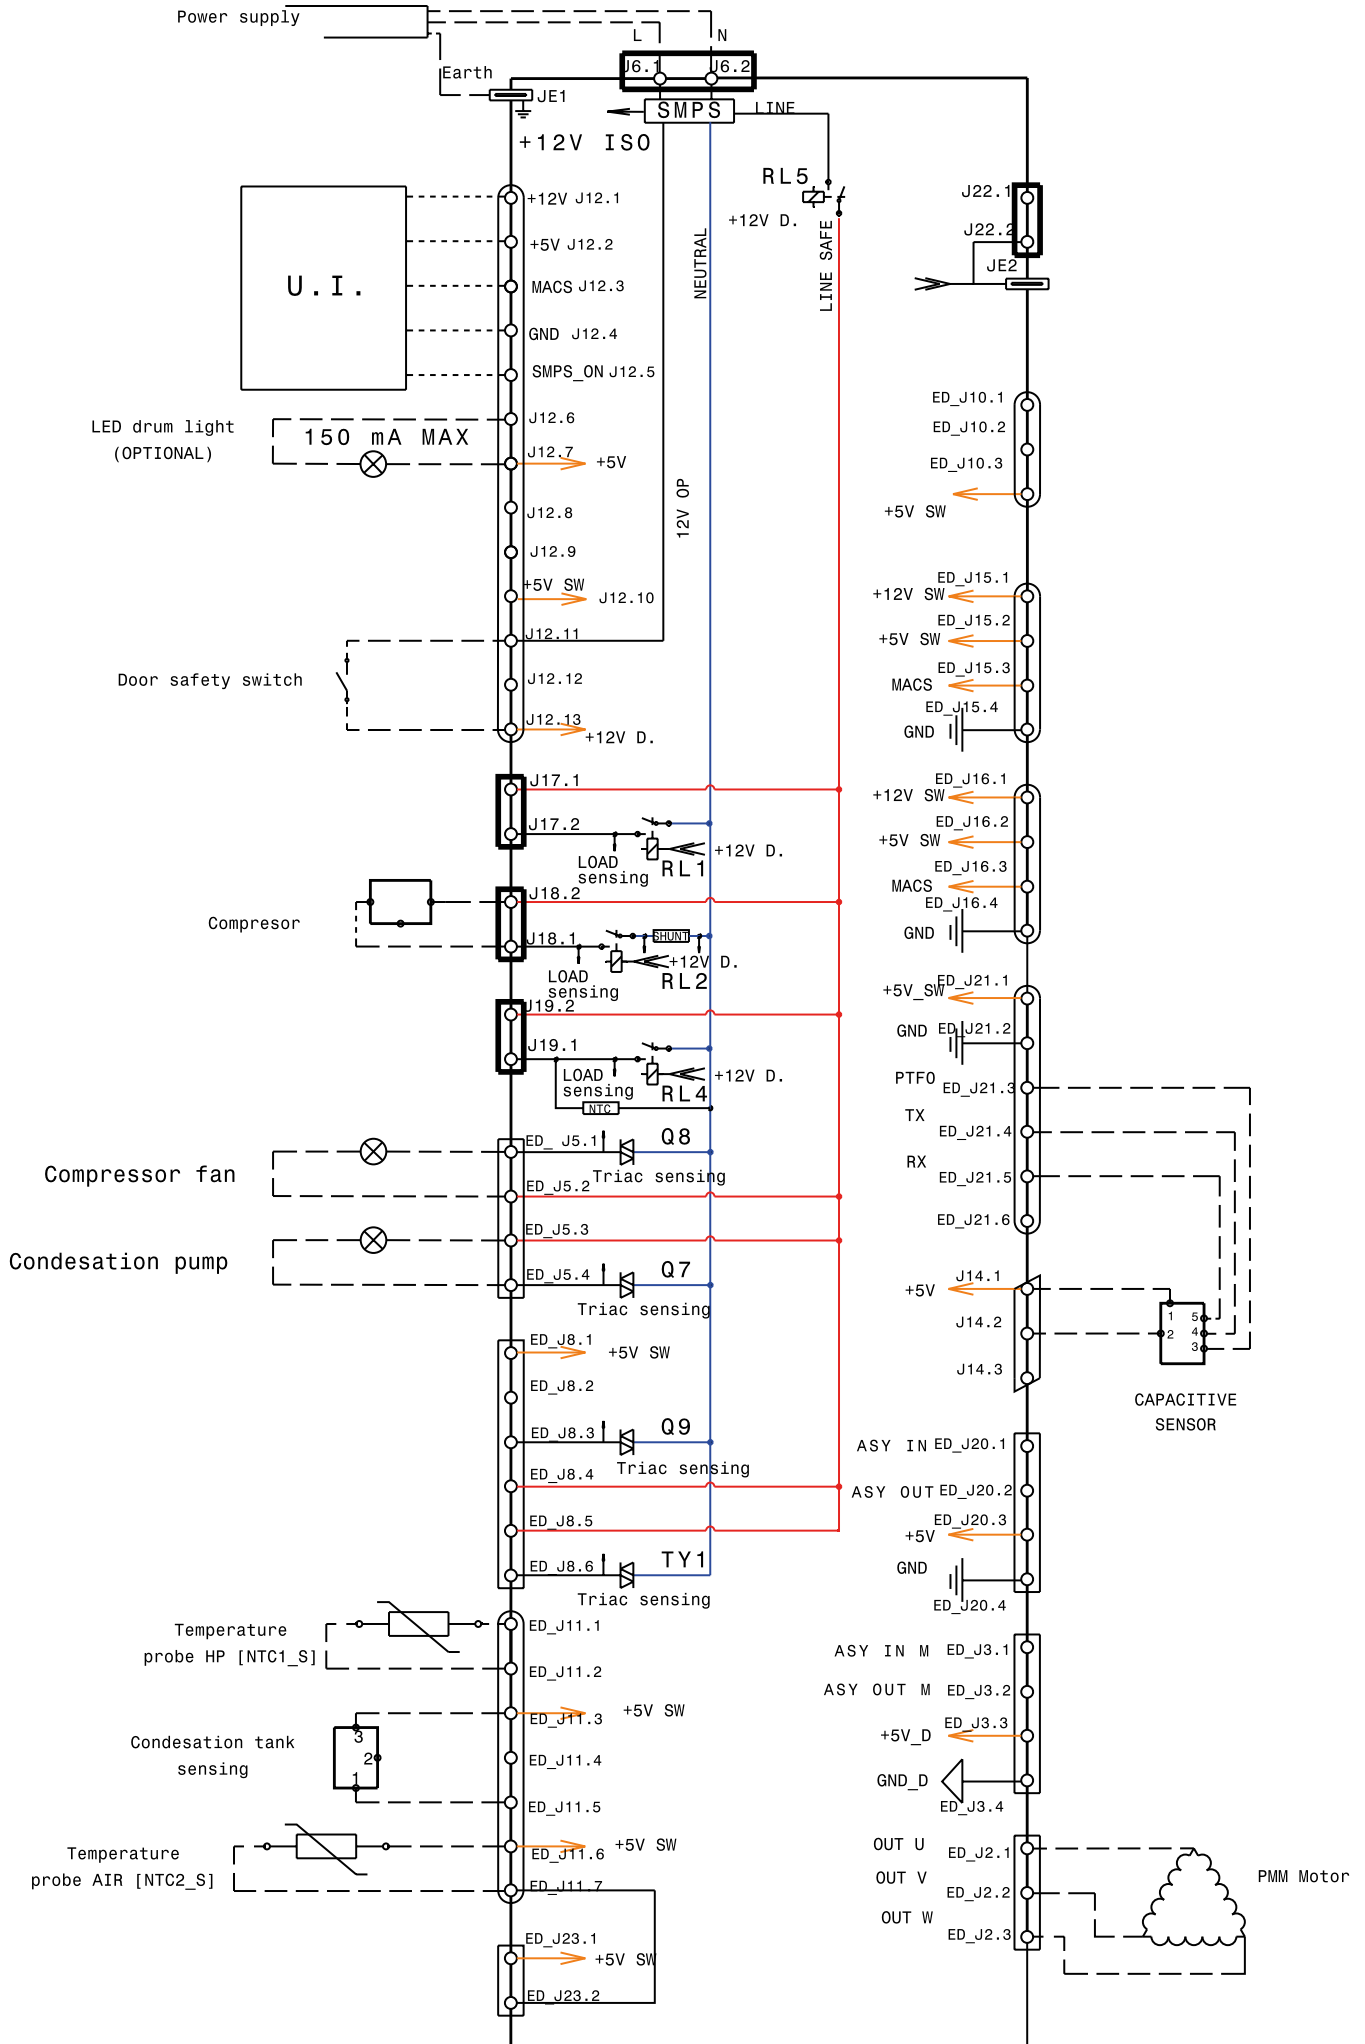 Power supply
L
N
J6.1
J6.2
Earth
JE1
SMPS
LINE
+12V ISO
RL5
+12V D.
LINE SAFE
NEUTRAL
12V OP
U.I.
+12V J12.1
+5V J12.2
MACS J12.3
GND J12.4
SMPS_ON J12.5
LED drum light
(OPTIONAL)
150 mA MAX
J12.6
J12.7
+5V
J12.8
J12.9
+5V SW
J12.10
J12.11
Door safety switch
J12.12
J12.13
+12V D.
J17.1
J17.2
LOAD
sensing
RL1
+12V D.
Compresor
J18.2
J18.1
SHUNT
LOAD
sensing
+12V D.
RL2
J19.2
J19.1
LOAD
sensing
+12V D.
RL4
NTC
Compressor fan
ED_ J5.1
Q8
Triac sensing
ED_J5.2
Condesation pump
ED_J5.3
ED_J5.4
Q7
Triac sensing
ED_J8.1
+5V SW
ED_J8.2
ED_J8.3
Q9
Triac sensing
ED_J8.4
ED_J8.5
ED_J8.6
TY1
Triac sensing
Temperature
probe HP [NTC1_S]
ED_J11.1
ED_J11.2
Condesation tank
sensing
3
2
1
+5V SW
ED_J11.3
ED_J11.4
ED_J11.5
Temperature
probe AIR [NTC2_S]
+5V SW
ED_J11.6
ED_J11.7
ED_J23.1
+5V SW
ED_J23.2
J22.1
J22.2
JE2
ED_J10.1
ED_J10.2
ED_J10.3
+5V SW
ED_J15.1
+12V SW
ED_J15.2
+5V SW
ED_J15.3
MACS
ED_J15.4
GND
ED_J16.1
+12V SW
ED_J16.2
+5V SW
ED_J16.3
MACS
ED_J16.4
GND
ED_J21.1
+5V_SW
GND ED_J21.2
PTFO
ED_J21.3
TX
ED_J21.4
RX
ED_J21.5
ED_J21.6
J14.1
+5V
J14.2
J14.3
1
2
5
4
3
CAPACITIVE
SENSOR
ASY IN ED_J20.1
ASY OUT ED_J20.2
ED_J20.3
+5V
GND
ED_J20.4
ASY IN M ED_J3.1
ASY OUT M ED_J3.2
ED_J3.3
+5V_D
GND_D
ED_J3.4
OUT U
ED_J2.1
OUT V
ED_J2.2
OUT W
ED_J2.3
PMM Motor